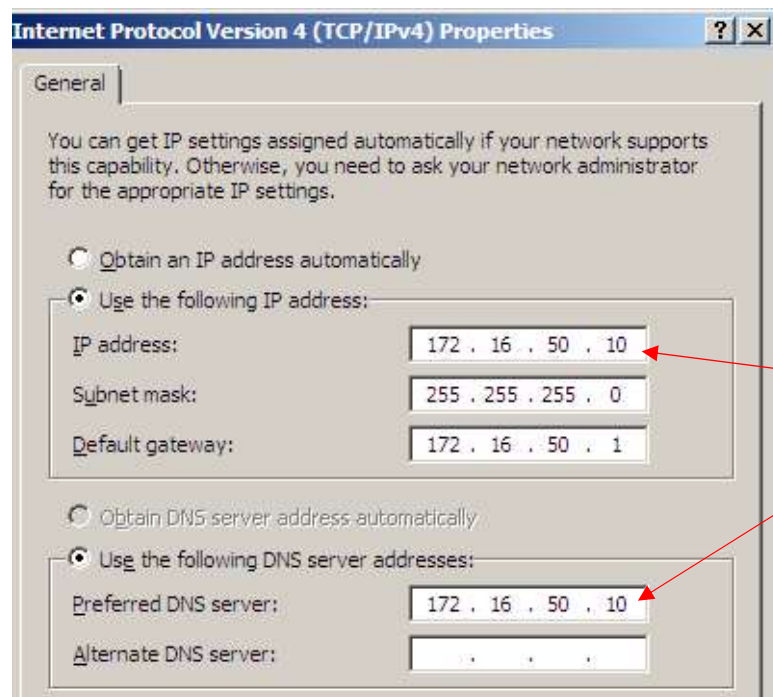 Internet Protocol Version 4 (TCP/IPv4) Properties
General
You can get IP settings assigned automatically if your network supports
this capability. Otherwise, you need to ask your network administrator
for the appropriate IP settings.
Obtain an IP address automatically
Use the following IP address:
IP address: 172 . 16 . 50 . 10
Subnet mask: 255 . 255 . 255 . 0
Default gateway: 172 . 16 . 50 . 1
Obtain DNS server address automatically
Use the following DNS server addresses:
Preferred DNS server: 172 . 16 . 50 . 10
Alternate DNS server: . . .